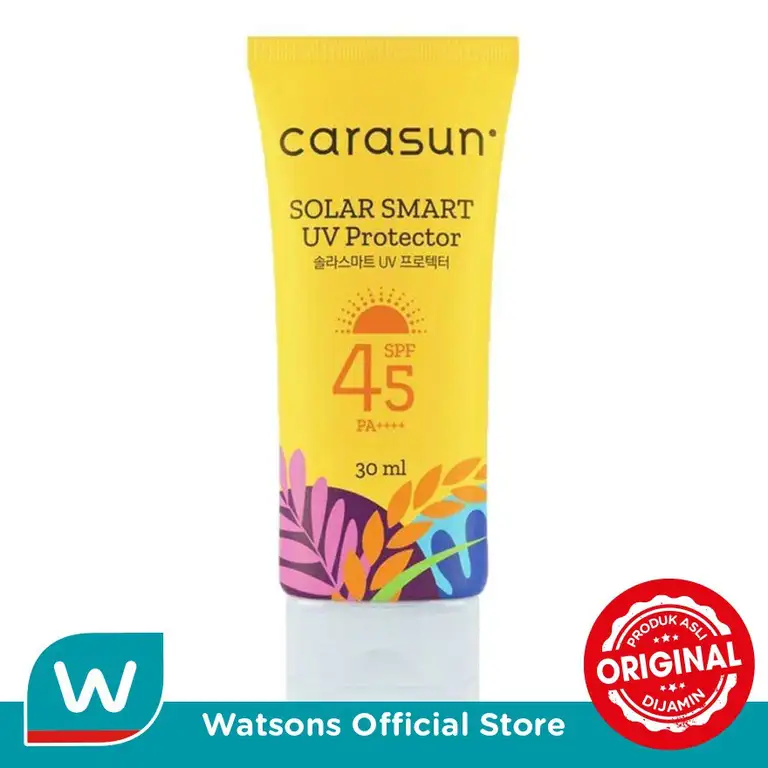 carasun
SOLAR SMART
UV Protector
솔라스마트 UV 프로텍터
SPF
45
PA++++
30 ml
PRODUK ASLI
ORIGINAL
DIJAMIN
W
Watsons Official Store